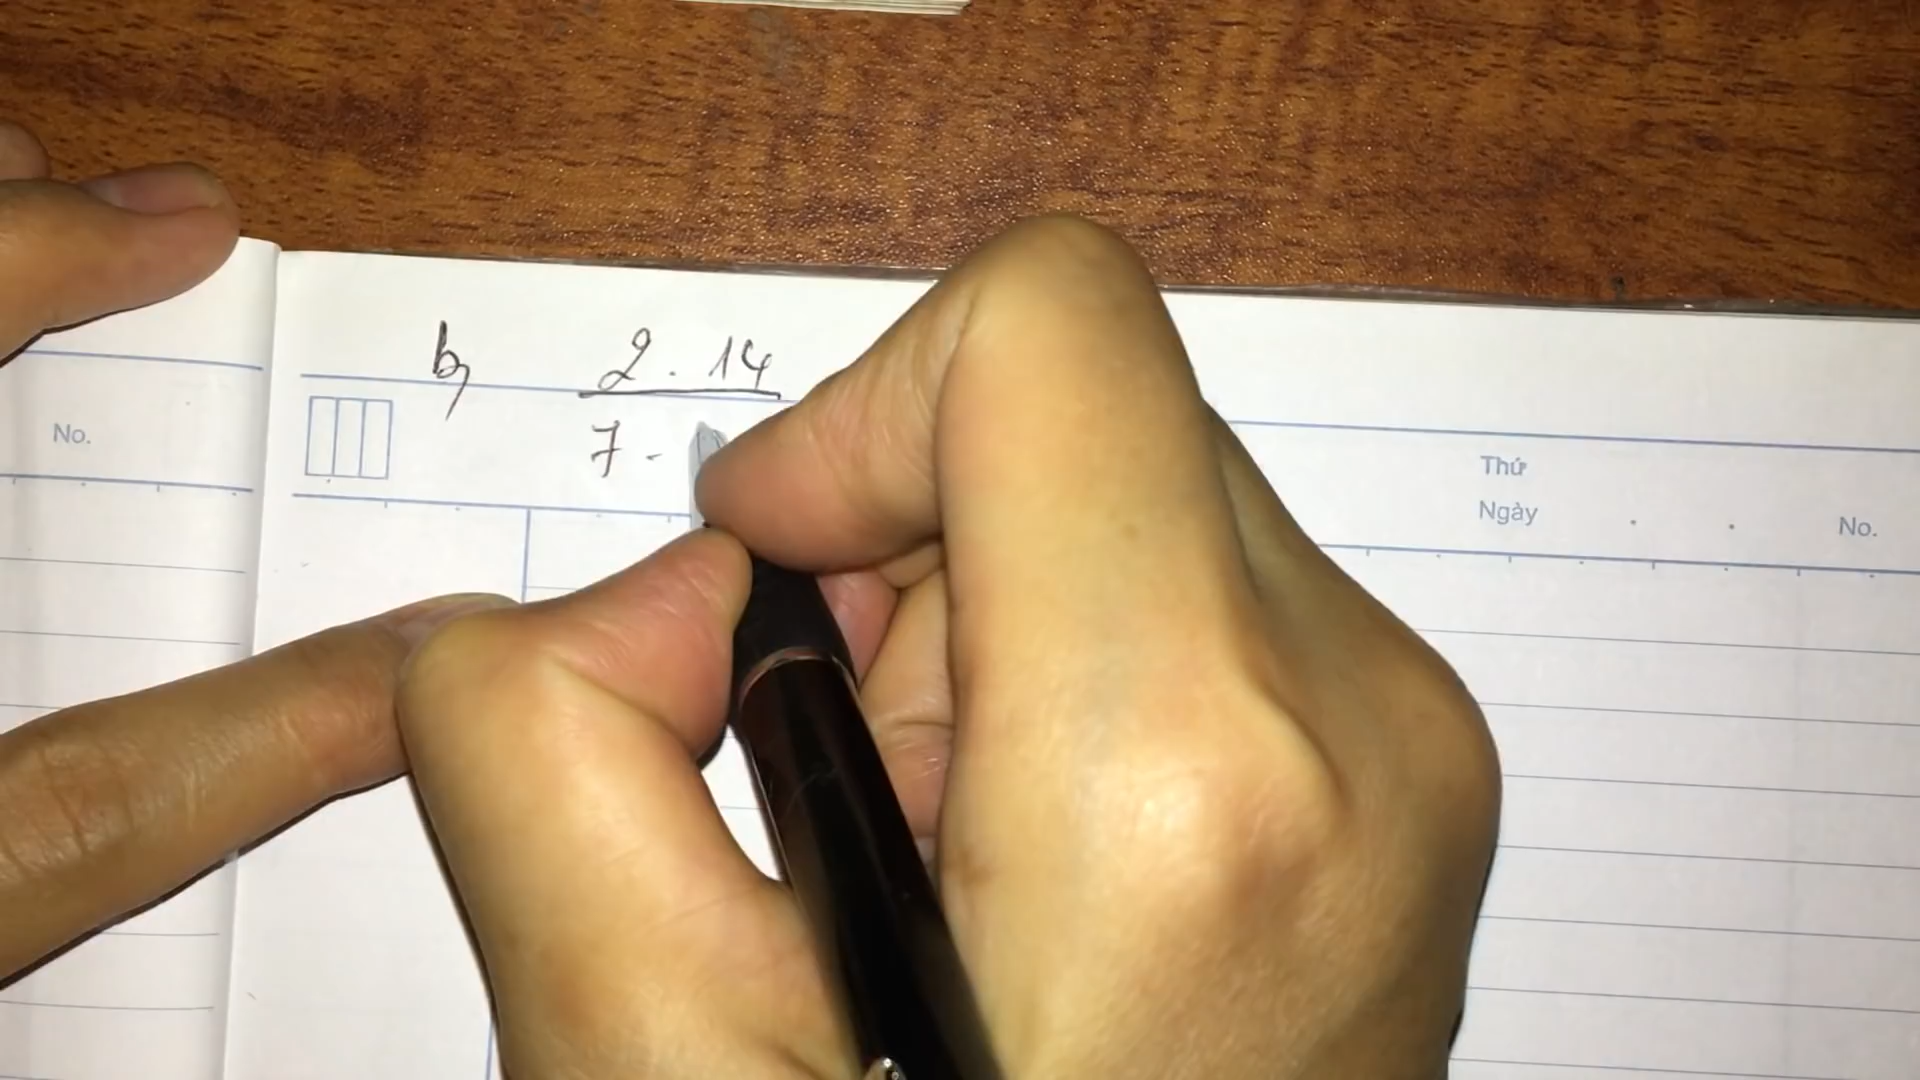 b) 2 . 14
7 .
Thứ
No.
Ngày . . No.